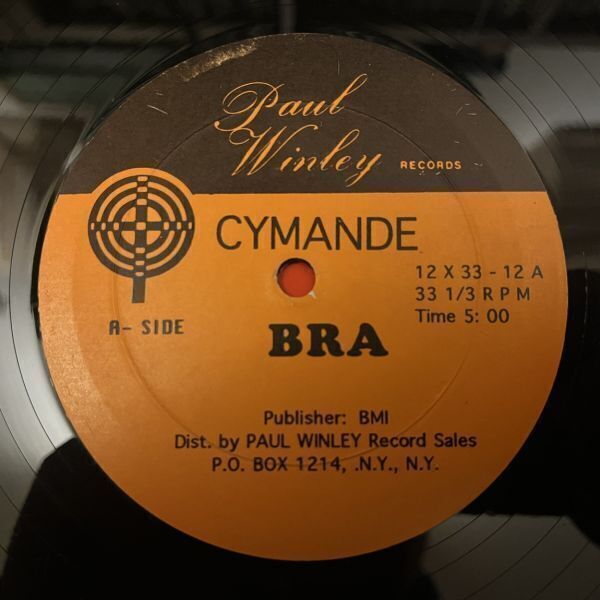 Paul
Winley RECORDS
CYMANDE
12 X 33 - 12 A
33 1/3 R P M
Time 5: 00
A- SIDE
BRA
Publisher: BMI
Dist. by PAUL WINLEY Record Sales
P.O. BOX 1214, .N.Y., N.Y.